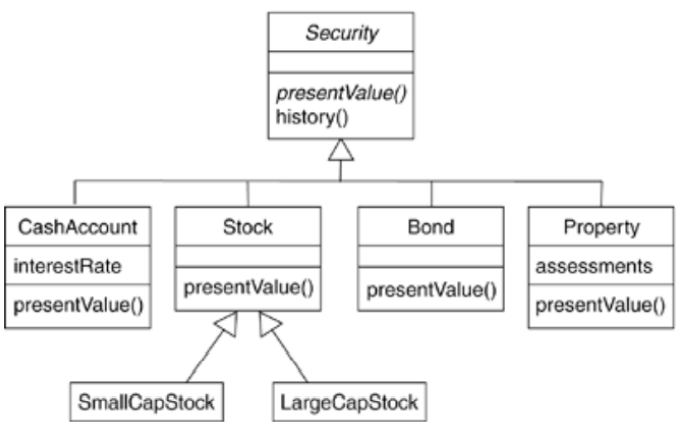 Security
presentValue()
history()
CashAccount
interestRate
presentValue()
Stock
presentValue()
Bond
presentValue()
Property
assessments
presentValue()
SmallCapStock
LargeCapStock